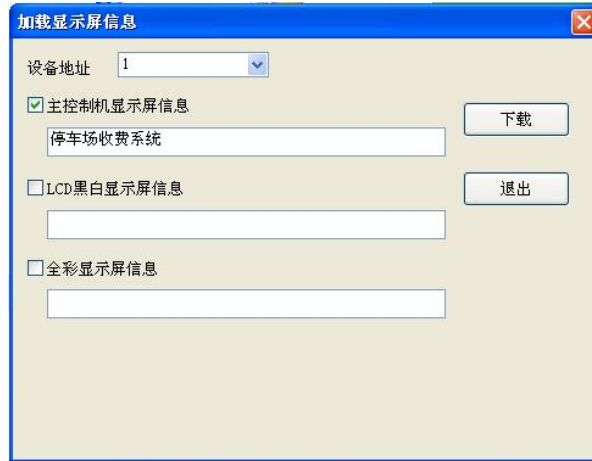 加载显示屏信息
设备地址 1
主控制机显示屏信息
下载
停车场收费系统
LCD黑白显示屏信息
退出
全彩显示屏信息